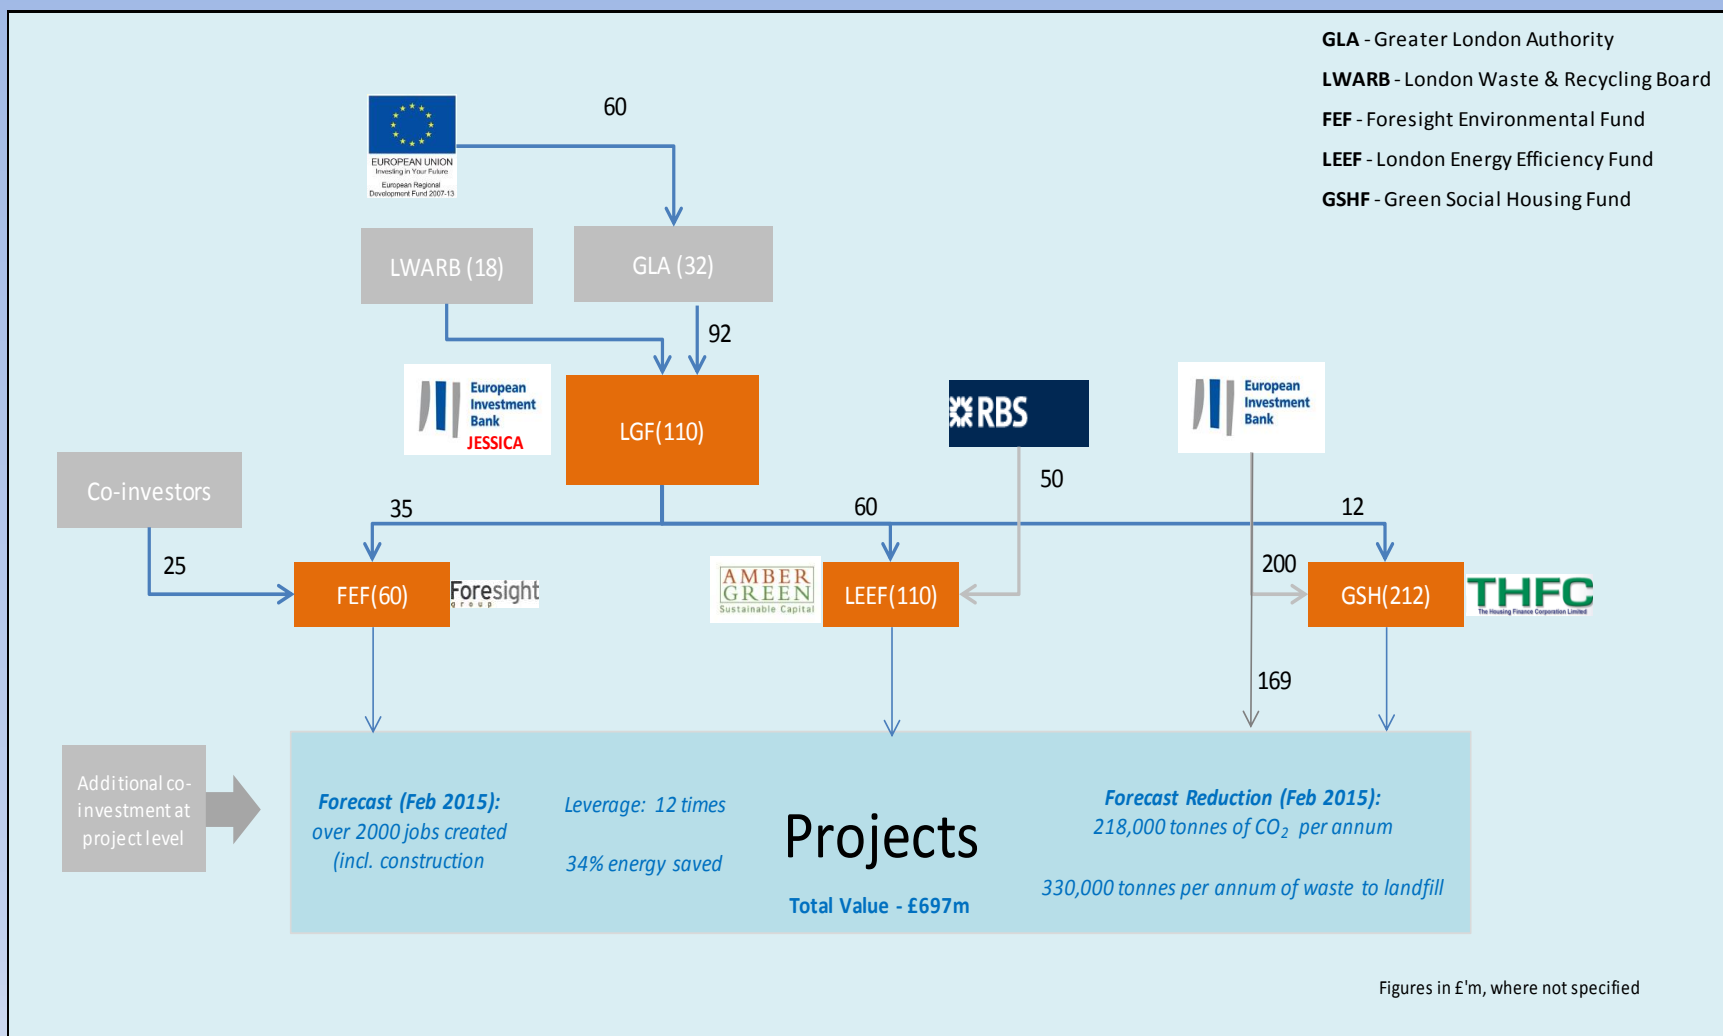 GLA - Greater London Authority
LWARB - London Waste & Recycling Board
FEF - Foresight Environmental Fund
LEEF - London Energy Efficiency Fund
GSHF - Green Social Housing Fund
60
EUROPEAN UNION
Investing in Your Future
European Regional
Development Fund 2007-13
LWARB (18)
GLA (32)
92
European
Investment
Bank
JESSICA
LGF(110)
RBS
European
Investment
Bank
Co-investors
50
35
60
12
25
200
FEF(60)
Foresight
group
AMBER
GREEN
Sustainable Capital
LEEF(110)
GSH(212)
THFC
The Housing Finance Corporation Limited
169
Additional co-
investment at
project level
Forecast (Feb 2015):
over 2000 jobs created
(incl. construction
Leverage: 12 times
34% energy saved
Projects
Total Value - £697m
Forecast Reduction (Feb 2015):
218,000 tonnes of CO₂ per annum
330,000 tonnes per annum of waste to landfill
Figures in £'m, where not specified